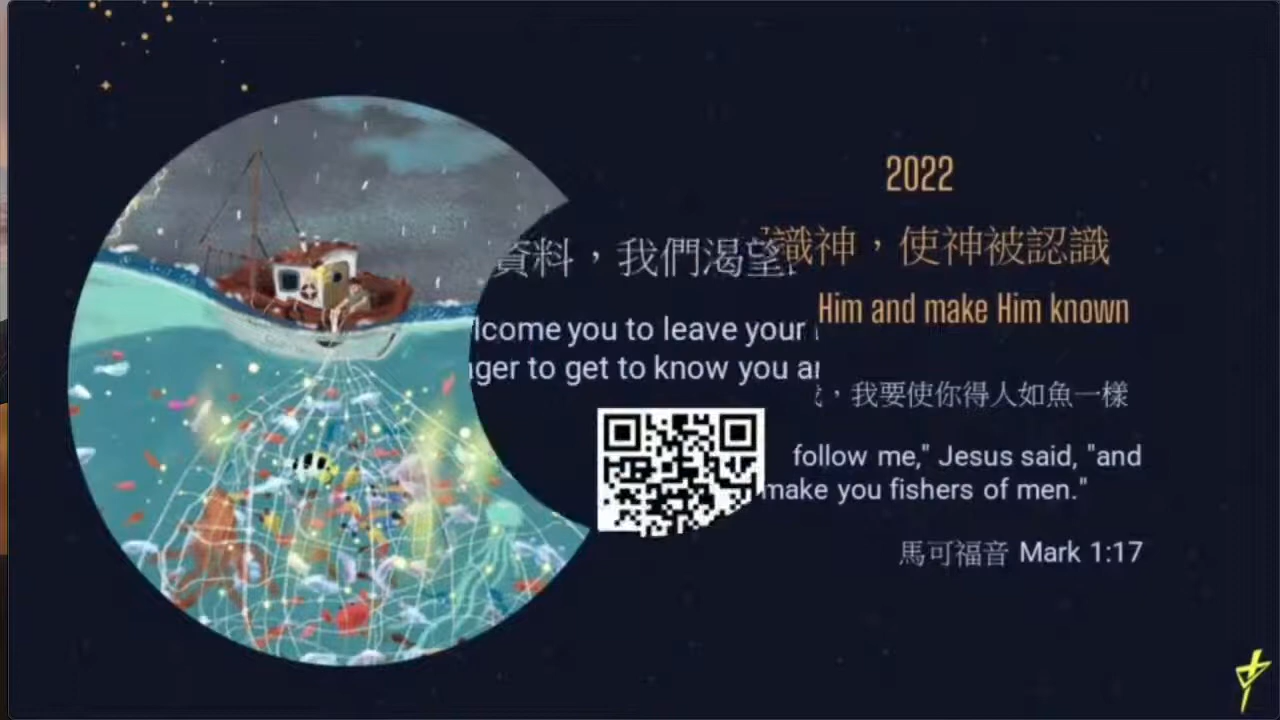 2022
識神，使神被認識
Him and make Him known
資料，我們渴望
you to leave your
to get to know you
，我要使你得人如魚一樣
follow me," Jesus said, "and
make you fishers of men."
馬可福音 Mark 1:17